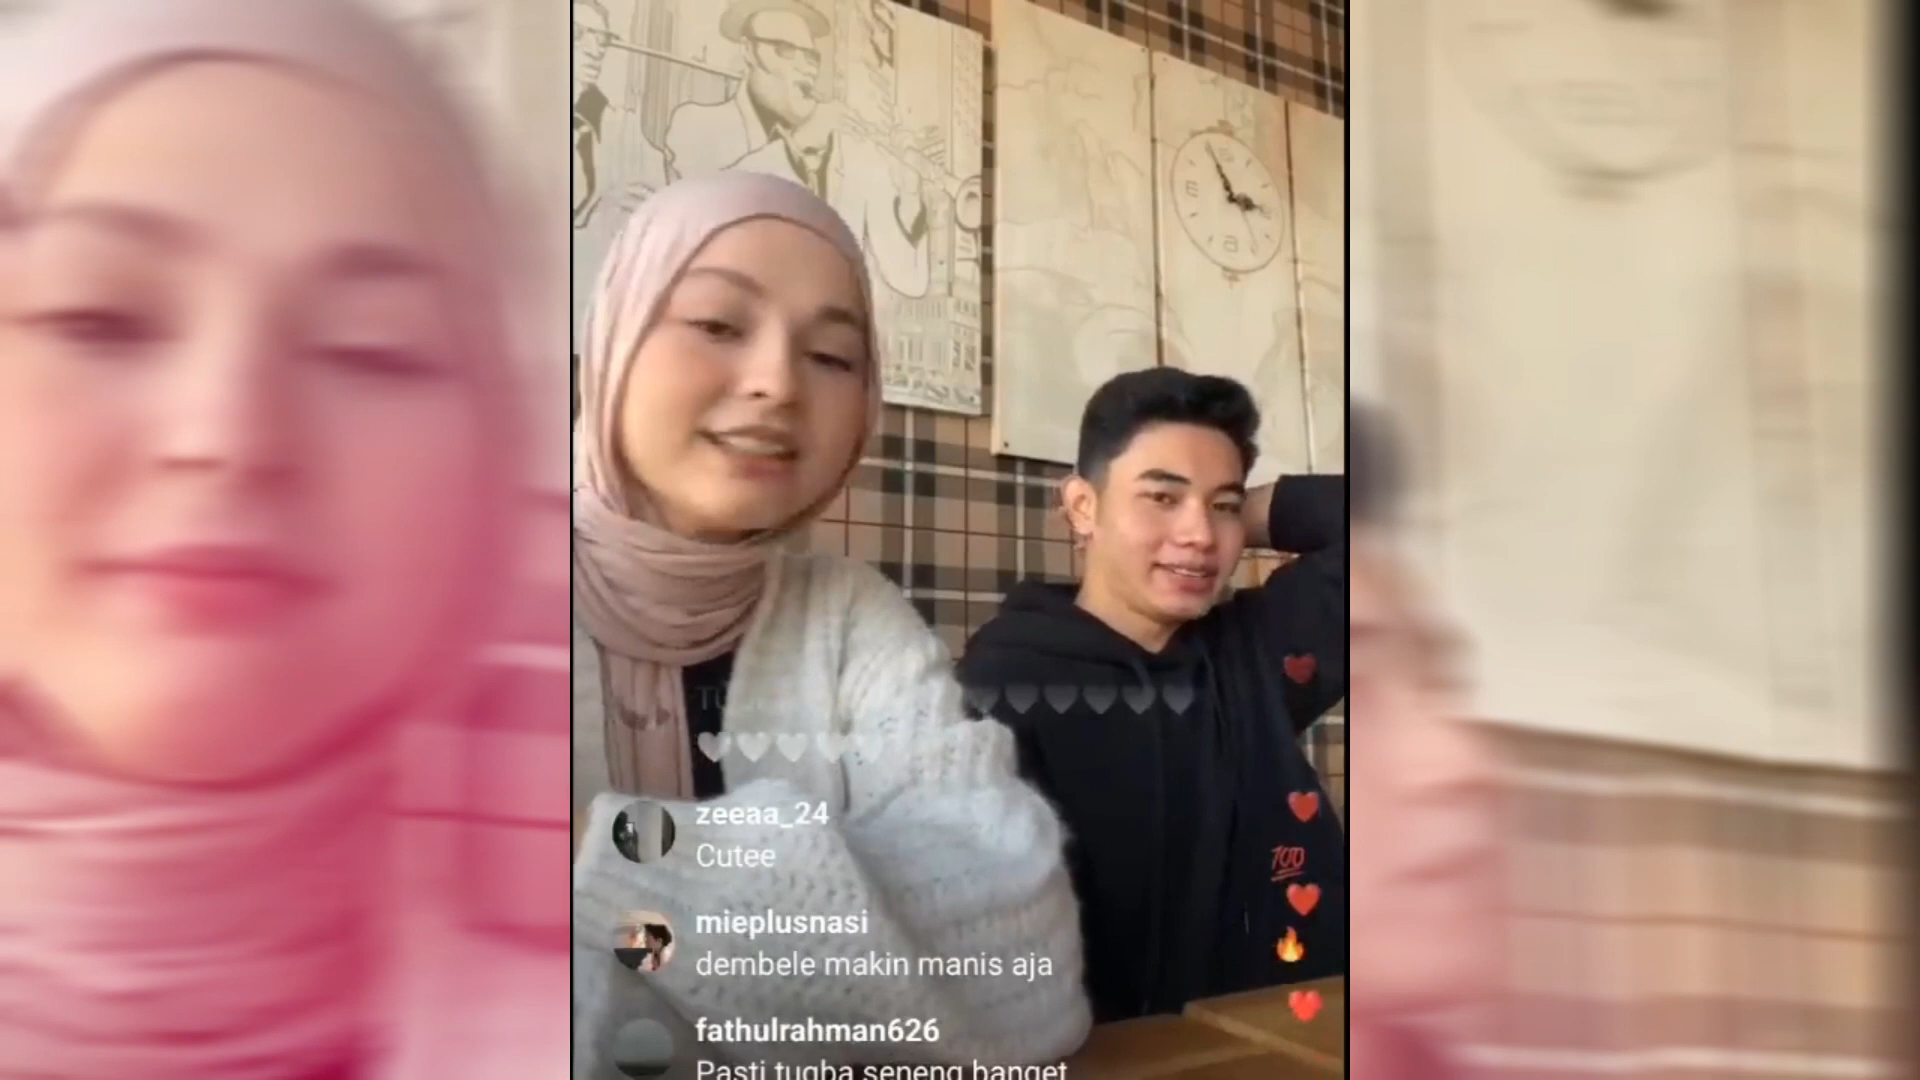 zeeaa_24
Cutee
mieplusnasi
dembele makin manis aja
fathulrahman626
Pasti tugba seneng banget